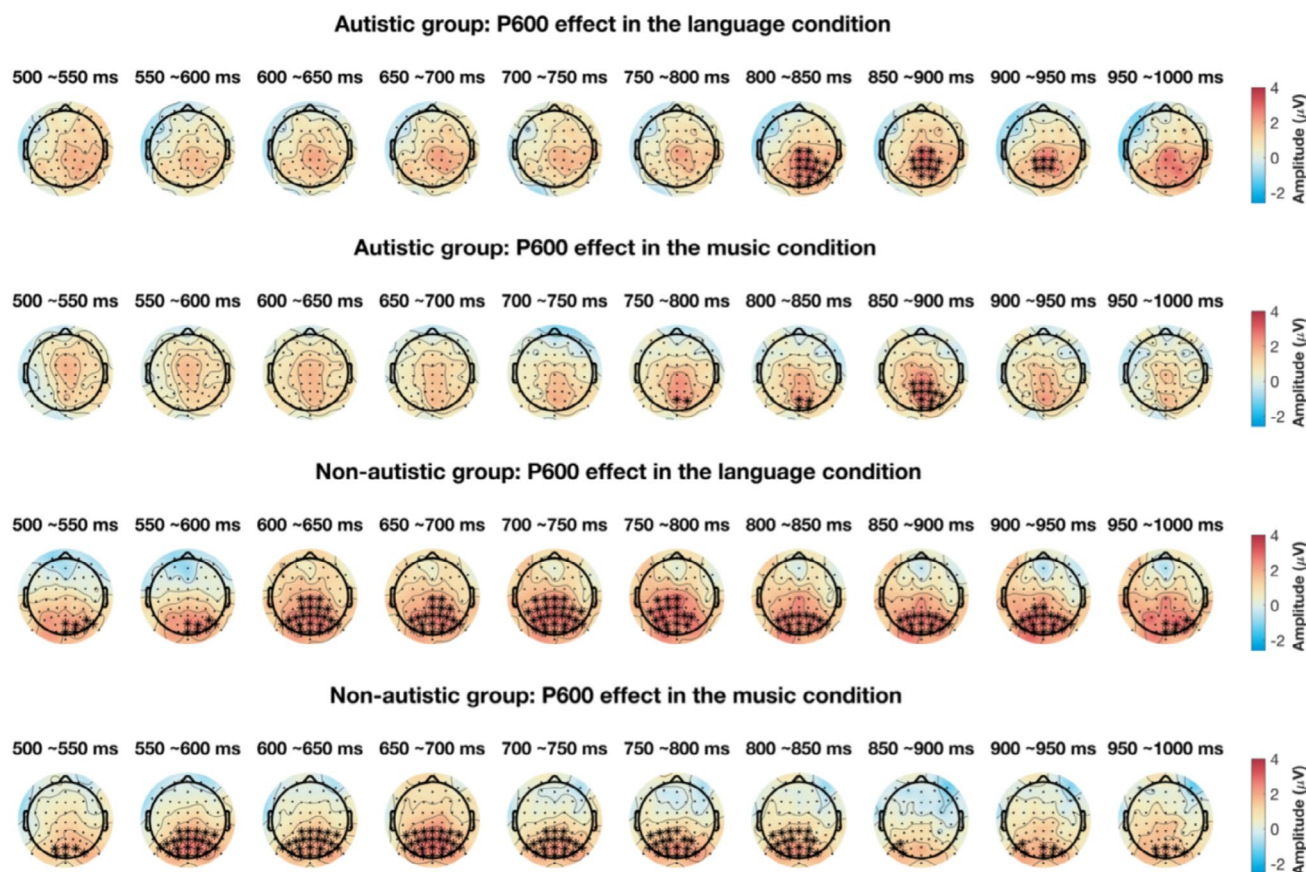 Autistic group: P600 effect in the language condition
500 ~550 ms 550 ~600 ms 600 ~650 ms 650 ~700 ms 700 ~750 ms 750 ~800 ms 800 ~850 ms 850 ~900 ms 900 ~950 ms 950 ~1000 ms
4
2
0
-2
Amplitude (μV)
Autistic group: P600 effect in the music condition
500 ~550 ms 550 ~600 ms 600 ~650 ms 650 ~700 ms 700 ~750 ms 750 ~800 ms 800 ~850 ms 850 ~900 ms 900 ~950 ms 950 ~1000 ms
4
2
0
-2
Amplitude (μV)
Non-autistic group: P600 effect in the language condition
500 ~550 ms 550 ~600 ms 600 ~650 ms 650 ~700 ms 700 ~750 ms 750 ~800 ms 800 ~850 ms 850 ~900 ms 900 ~950 ms 950 ~1000 ms
4
2
0
-2
Amplitude (μV)
Non-autistic group: P600 effect in the music condition
500 ~550 ms 550 ~600 ms 600 ~650 ms 650 ~700 ms 700 ~750 ms 750 ~800 ms 800 ~850 ms 850 ~900 ms 900 ~950 ms 950 ~1000 ms
4
2
0
-2
Amplitude (μV)